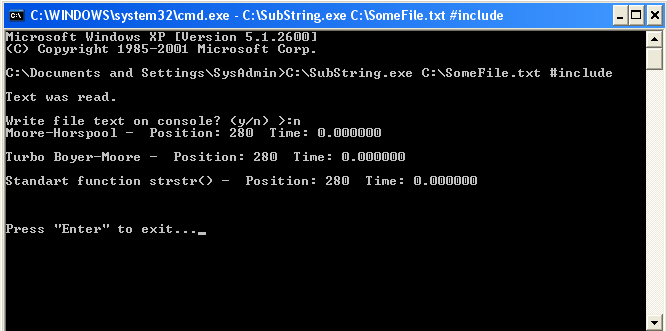 C:\WINDOWS\system32\cmd.exe - C:\SubString.exe C:\SomeFile.txt #include
Microsoft Windows XP [Version 5.1.2600]
(C) Copyright 1985-2001 Microsoft Corp.
C:\Documents and Settings\SysAdmin>C:\SubString.exe C:\SomeFile.txt #include
Text was read.
Write file text on console? (y/n) >:n
Moore-Horspool -  Position: 280  Time: 0.000000
Turbo Boyer-Moore -  Position: 280  Time: 0.000000
Standart function strstr() -  Position: 280  Time: 0.000000
Press "Enter" to exit..._